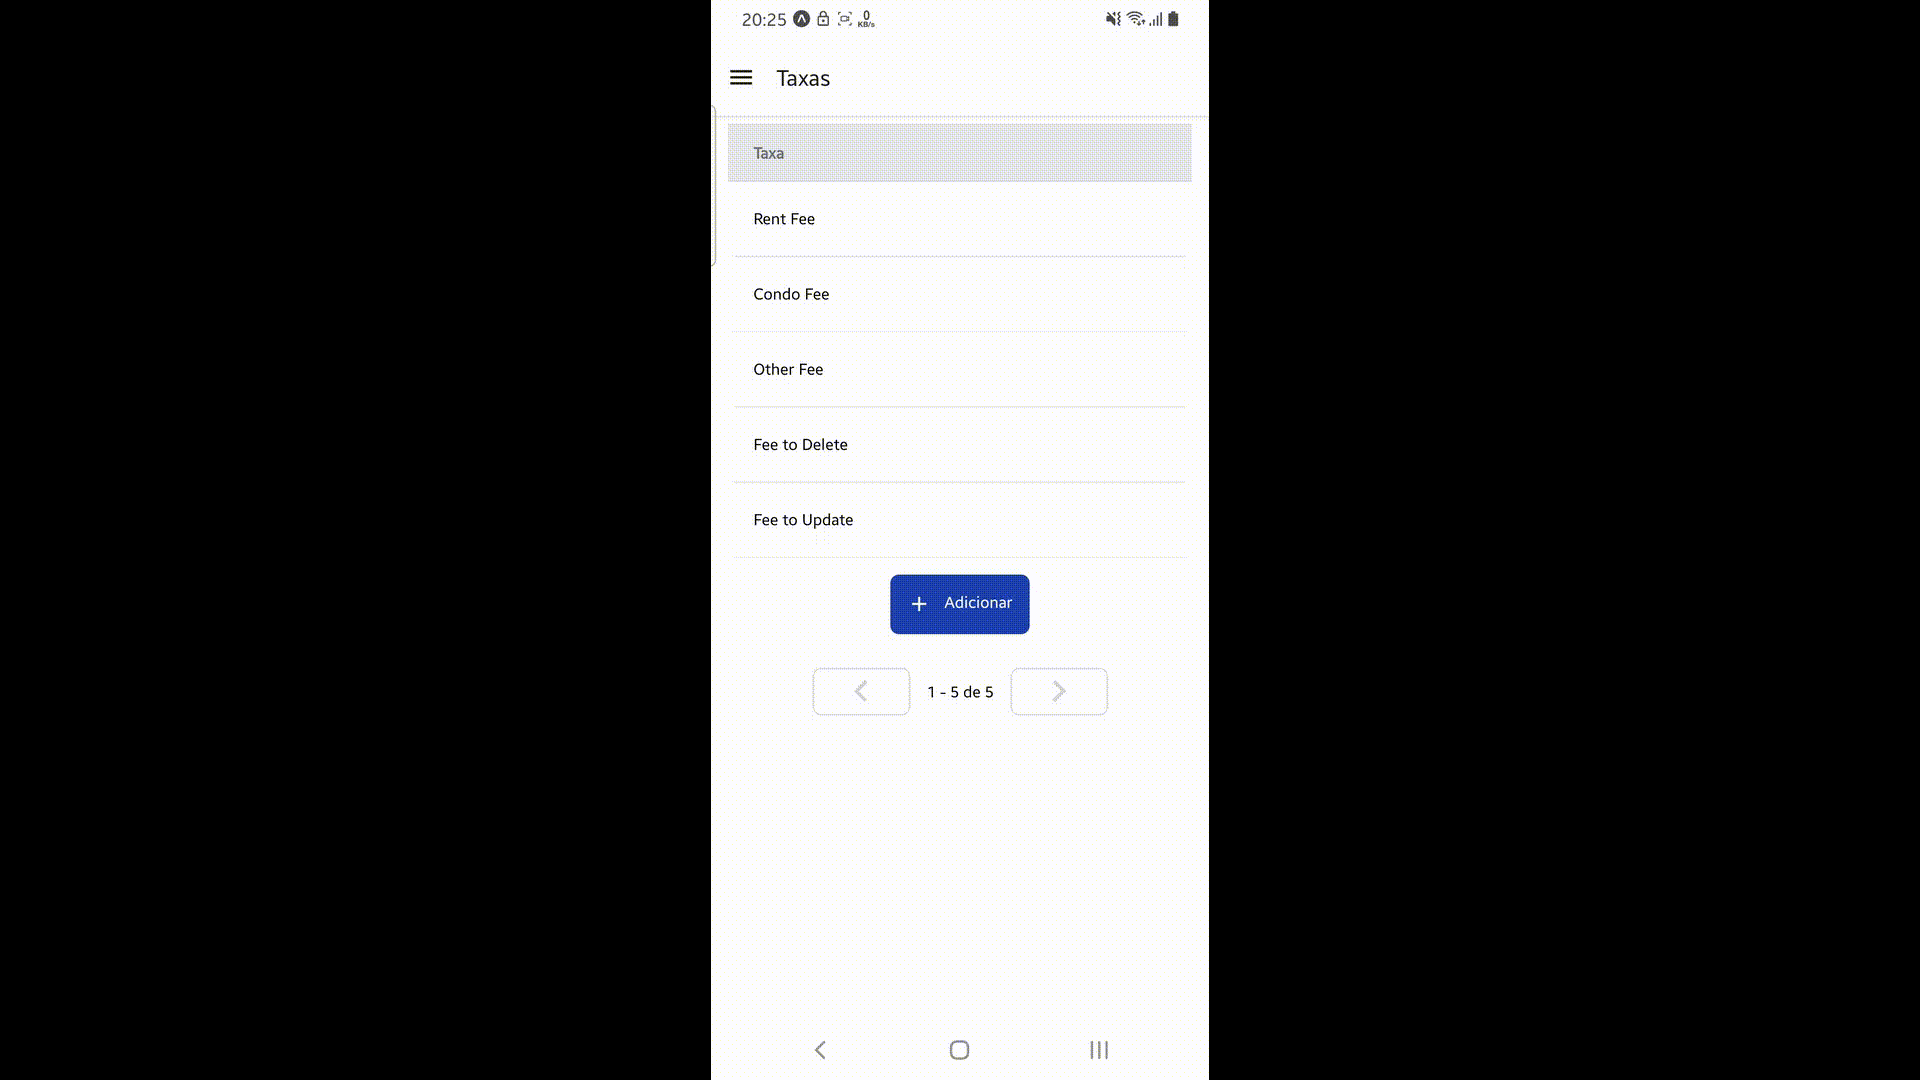 20:25 0 KB/s
Taxas
Taxa
Rent Fee
Condo Fee
Other Fee
Fee to Delete
Fee to Update
+ Adicionar
1 - 5 de 5